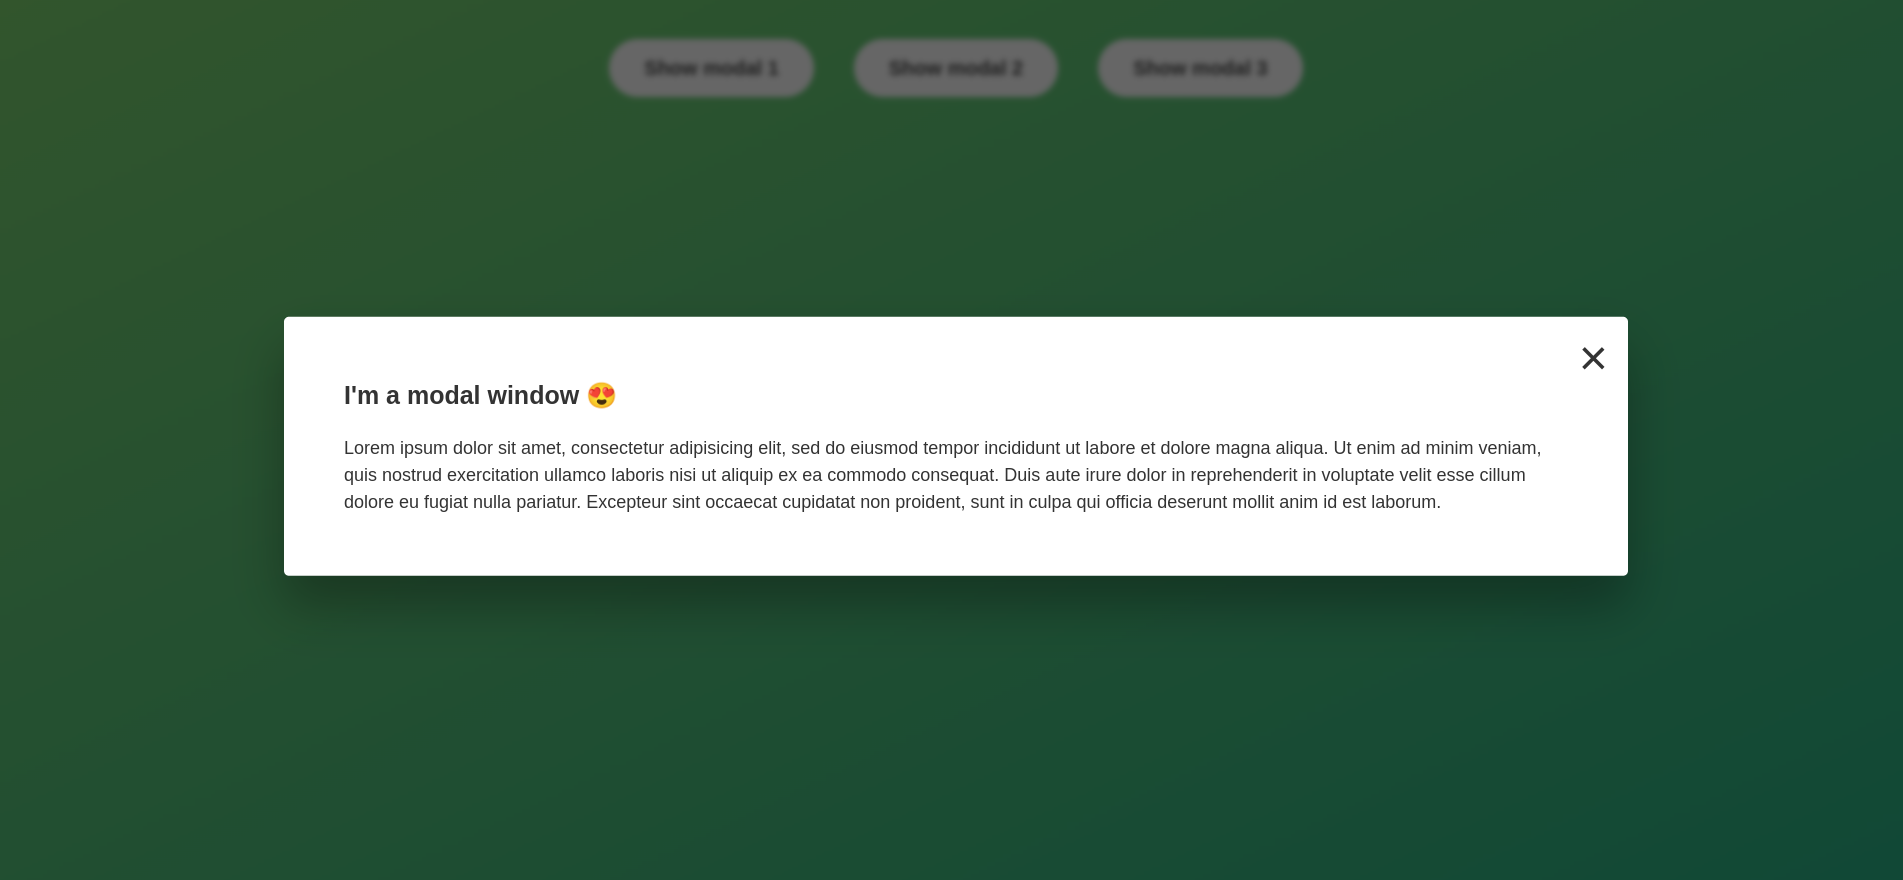 Show modal 1 Show modal 2 Show modal 3
×
I'm a modal window 😍
Lorem ipsum dolor sit amet, consectetur adipisicing elit, sed do eiusmod tempor incididunt ut labore et dolore magna aliqua. Ut enim ad minim veniam,
quis nostrud exercitation ullamco laboris nisi ut aliquip ex ea commodo consequat. Duis aute irure dolor in reprehenderit in voluptate velit esse cillum
dolore eu fugiat nulla pariatur. Excepteur sint occaecat cupidatat non proident, sunt in culpa qui officia deserunt mollit anim id est laborum.